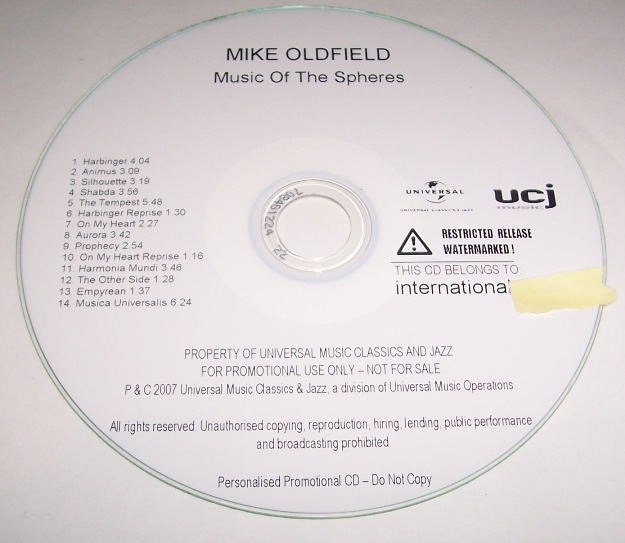 MIKE OLDFIELD
Music Of The Spheres
1 Harbinger 4.04
2. Animus 3.09
3. Silhouette 3.19
4. Shabda 3.56
5. The Tempest 5.48
6. Harbinger Reprise 1.30
7. On My Heart 2.27
8. Aurora 3.42
9. Prophecy 2.54
10. On My Heart Reprise 1.16
11. Harmonia Mundi 3.46
12. The Other Side 1.28
13. Empyrean 1.37
14. Musica Universalis 6.24
UNIVERSAL
UNIVERSAL CLASSICS & JAZZ
ucj
music
RESTRICTED RELEASE
WATERMARKED!
THIS CD BELONGS TO:
international
PROPERTY OF UNIVERSAL MUSIC CLASSICS AND JAZZ
FOR PROMOTIONAL USE ONLY – NOT FOR SALE
P & C 2007 Universal Music Classics & Jazz, a division of Universal Music Operations.
All rights reserved. Unauthorised copying, reproduction, hiring, lending, public performance
and broadcasting prohibited.
Personalised Promotional CD – Do Not Copy